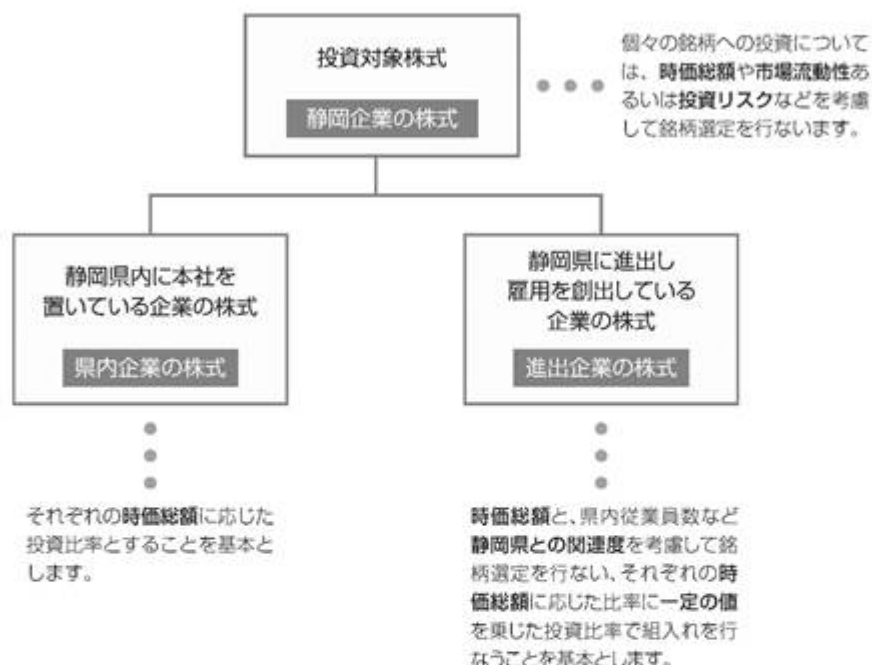 投資対象株式
静岡企業の株式
個々の銘柄への投資について
は、時価総額や市場流動性あ
るいは投資リスクなどを考慮
して銘柄選定を行ないます。
静岡県内に本社を
置いている企業の株式
県内企業の株式
静岡県に進出し
雇用を創出している
企業の株式
進出企業の株式
それぞれの時価総額に応じた
投資比率とすることを基本と
します。
時価総額と、県内従業員数など
静岡県との関連度を考慮して銘
柄選定を行ない、それぞれの時
価総額に応じた比率に一定の値
を乗じた投資比率で組入れを行
なうことを基本とします。